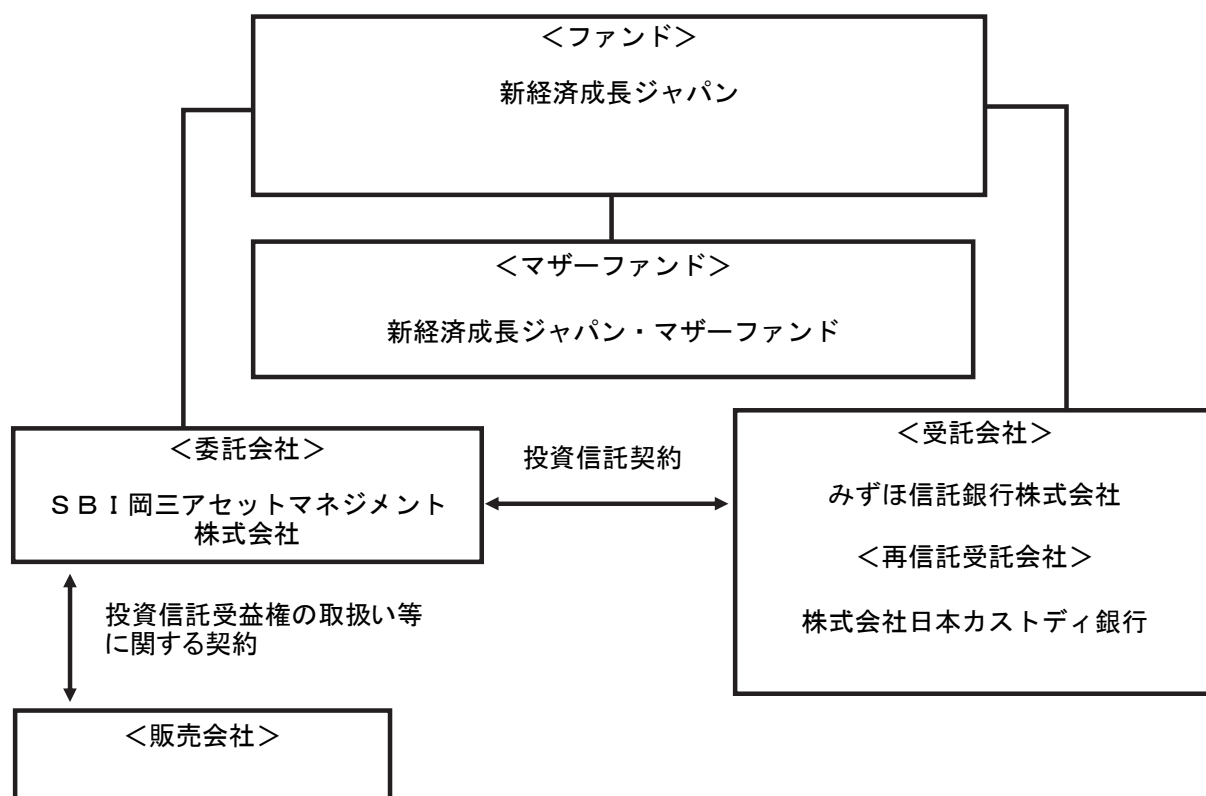 ＜ファンド＞
新経済成長ジャパン
＜マザーファンド＞
新経済成長ジャパン・マザーファンド
＜委託会社＞
ＳＢＩ岡三アセットマネジメント
株式会社
投資信託契約
＜受託会社＞
みずほ信託銀行株式会社
＜再信託受託会社＞
株式会社日本カストディ銀行
投資信託受益権の取扱い等
に関する契約
＜販売会社＞